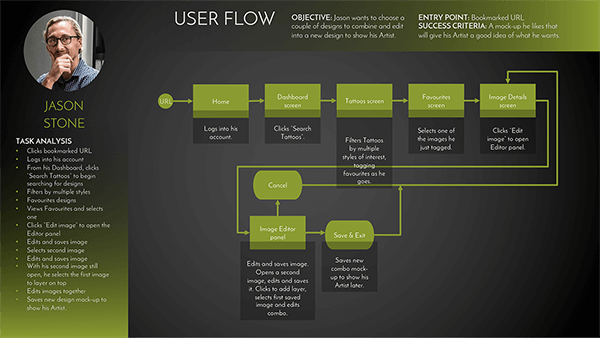 USER FLOW
OBJECTIVE: Jason wants to choose a
couple of designs to combine and edit
into a new design to show his Artist.
ENTRY POINT: Bookmarked URL
SUCCESS CRITERIA: A mock-up he likes that
will give his Artist a good idea of what he wants.
JASON
STONE
TASK ANALYSIS
• Clicks bookmarked URL
• Logs into his account
• From his Dashboard, clicks
"Search Tattoos" to begin
searching for designs
• Filters by multiple styles
• Favourites designs
• Views Favourites and selects
one
• Clicks "Edit image" to open the
Editor panel
• Edits and saves image
• Selects second image
• Edits and saves image
• With his second image still
open, he selects the first image
to layer on top
• Edits images together
• Saves new design mock-up to
show his Artist.
URL
Home
Logs into his
account.
Dashboard
screen
Clicks "Search
Tattoos".
Tattoos screen
Filters Tattoos
by multiple
styles of interest,
tagging
favourites as he
goes.
Favourites
screen
Selects one of
the images he
just tagged.
Image Details
screen
Clicks "Edit
image" to open
Editor panel.
Cancel
Image Editor
panel
Edits and saves image.
Opens a second
image, edits and saves
it. Clicks to add layer,
selects first saved
image and edits
combo.
Save & Exit
Saves new
combo mock-
up to show his
Artist later.